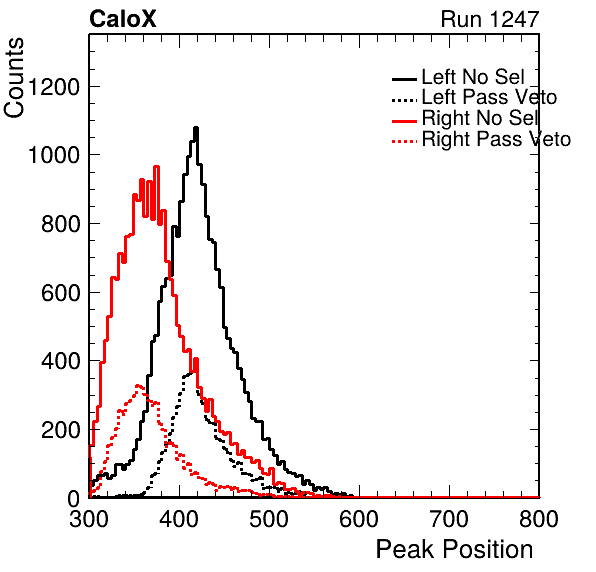 CaloX Run 1247
Counts
Left No Sel
Left Pass Veto
Right No Sel
Right Pass Veto
1200
1000
800
600
400
200
0
300 400 500 600 700 800
Peak Position